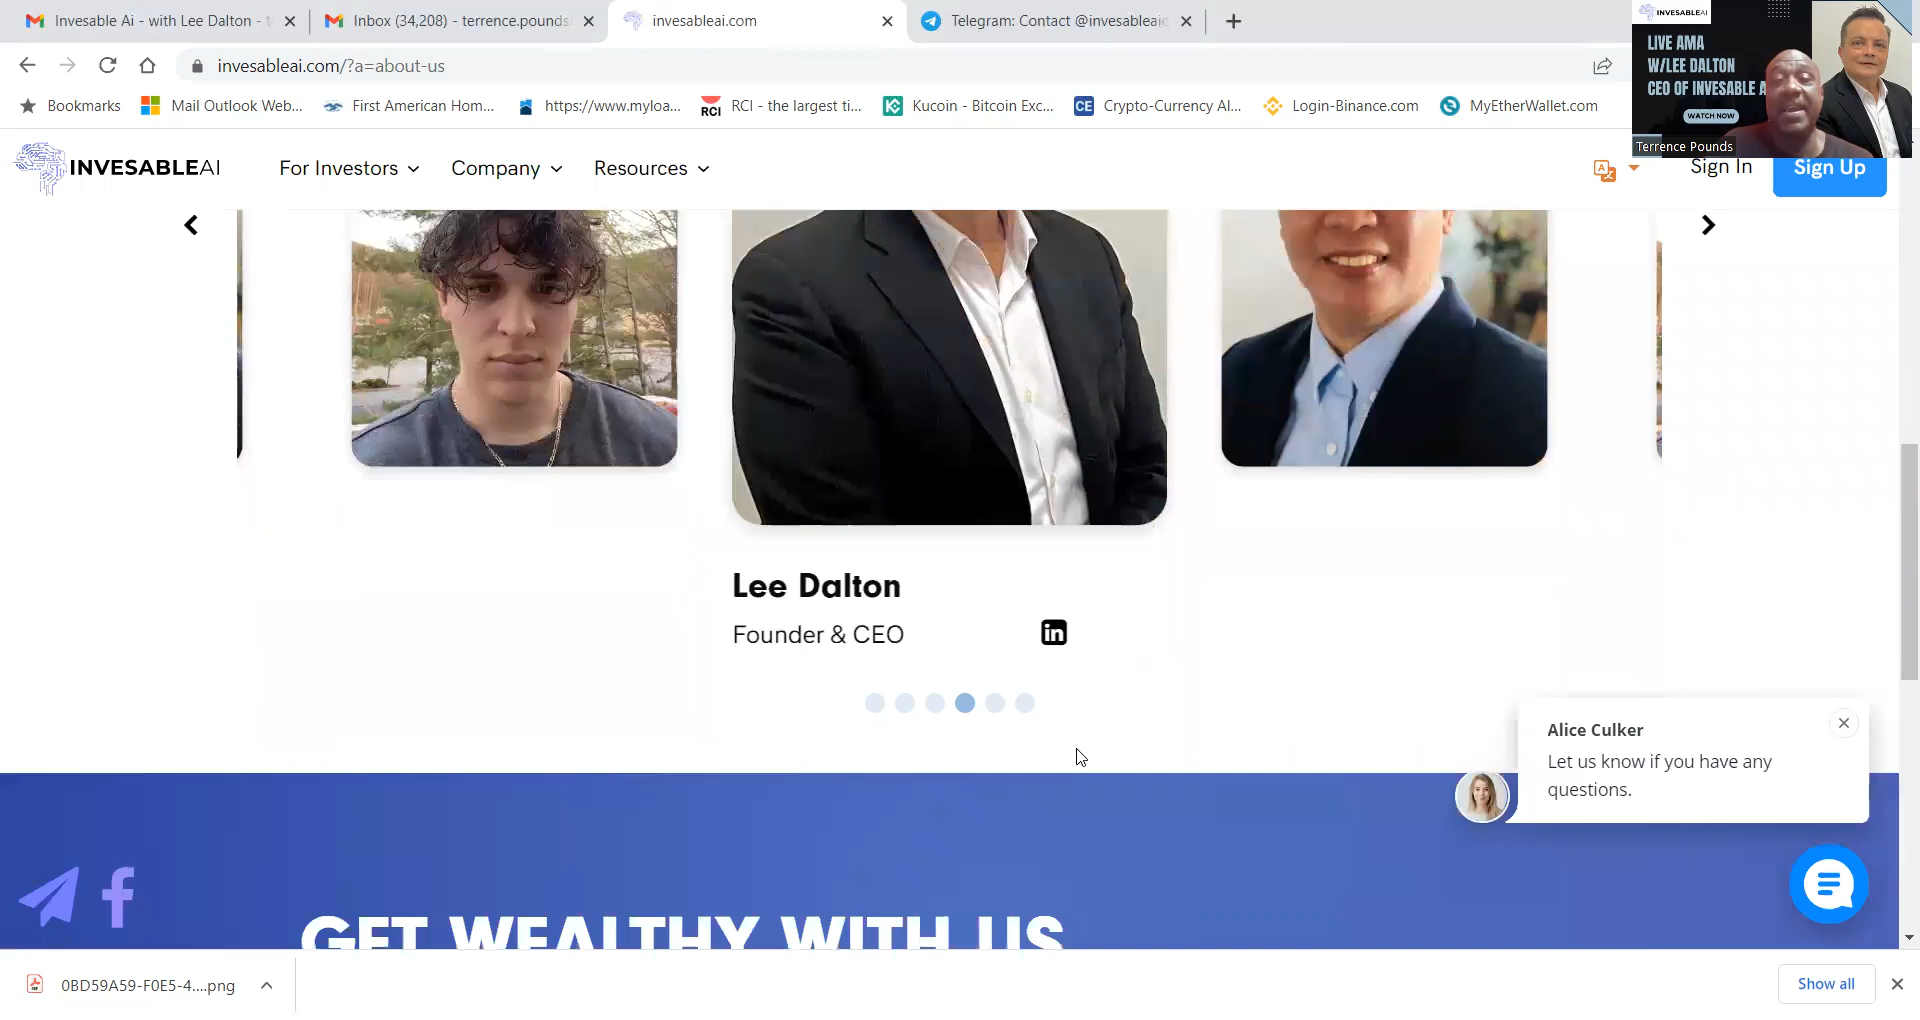 Invesable Ai - with Lee Dalton -
Inbox (34,208) - terrence.pounds
invesableai.com
Telegram: Contact @invesableai
invesableai.com/?a=about-us
Bookmarks
Mail Outlook Web...
First American Hom...
https://www.myloa...
RCI
RCI - the largest ti...
Kucoin - Bitcoin Exc...
CE
Crypto-Currency Al...
Login-Binance.com
MyEtherWallet.com
INVESABLEAI
LIVE AMA
W/LEE DALTON
CEO OF INVESABLE A
WATCH NOW
Terrence Pounds
INVESABLEAI
For Investors
Company
Resources
Sign In
Sign Up
Lee Dalton
Founder & CEO
in
Alice Culker
Let us know if you have any
questions.
GET WEALTHY WITH US
0BD59A59-F0E5-4....png
Show all